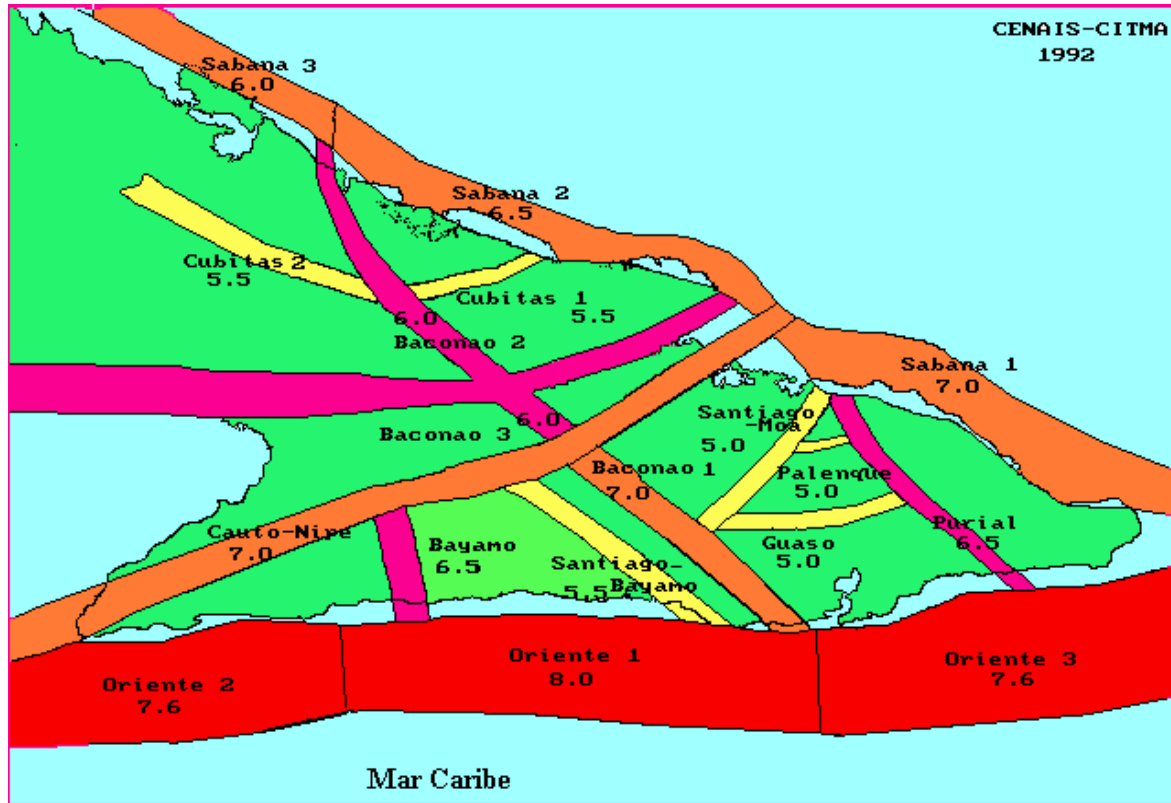 CENAIS-CITMA
1992
Sabana 3
6.0
Sabana 2
6.5
Cubitas 2
5.5
Cubitas 1
5.5
6.0
Baconao 2
Sabana 1
7.0
Santiago
-Moa
5.0
6.0
Baconao 3
Baconao 1
7.0
Palenque
5.0
Cauto-Nipe
7.0
Bayamo
6.5
Guaso
5.0
Purial
6.5
Santiago-
Bayamo
5.5
Oriente 2
7.6
Oriente 1
8.0
Oriente 3
7.6
Mar Caribe